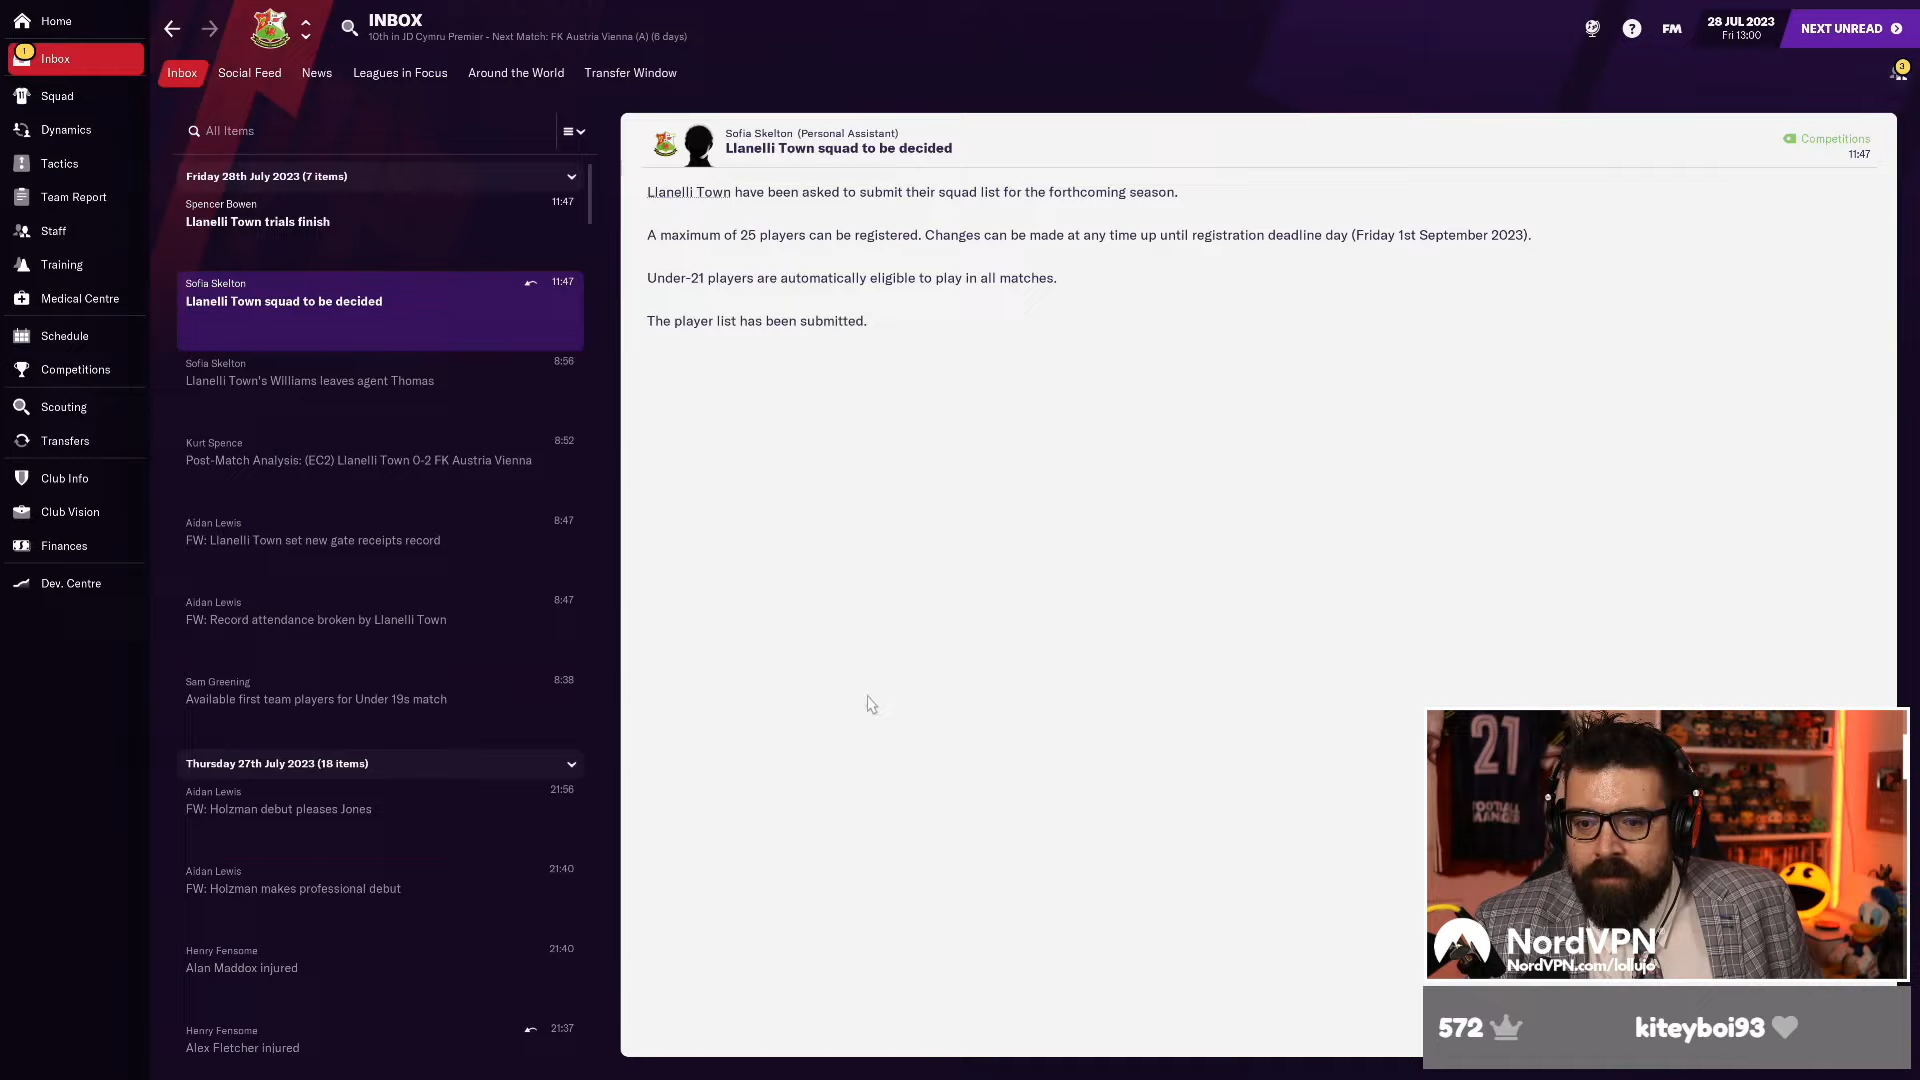 Home
1
Inbox
Squad
Dynamics
Tactics
Team Report
Staff
Training
Medical Centre
Schedule
Competitions
Scouting
Transfers
Club Info
Club Vision
Finances
Dev. Centre
INBOX
10th in JD Cymru Premier - Next Match: FK Austria Vienna (A) (6 days)
FM
28 JUL 2023
Fri 13:00
NEXT UNREAD
Inbox
Social Feed
News
Leagues in Focus
Around the World
Transfer Window
3
All Items
Friday 28th July 2023 (7 items)
Spencer Bowen 11:47
Llanelli Town trials finish
Sofia Skelton 11:47
Llanelli Town squad to be decided
Sofia Skelton 8:56
Llanelli Town's Williams leaves agent Thomas
Kurt Spence 8:52
Post-Match Analysis: (EC2) Llanelli Town 0-2 FK Austria Vienna
Aidan Lewis 8:47
FW: Llanelli Town set new gate receipts record
Aidan Lewis 8:47
FW: Record attendance broken by Llanelli Town
Sam Greening 8:38
Available first team players for Under 19s match
Thursday 27th July 2023 (18 items)
Aidan Lewis 21:56
FW: Holzman debut pleases Jones
Aidan Lewis 21:40
FW: Holzman makes professional debut
Henry Fensome 21:40
Alan Maddox injured
Henry Fensome 21:37
Alex Fletcher injured
Sofia Skelton (Personal Assistant)
Llanelli Town squad to be decided
Competitions
11:47
Llanelli Town have been asked to submit their squad list for the forthcoming season.
A maximum of 25 players can be registered. Changes can be made at any time up until registration deadline day (Friday 1st September 2023).
Under-21 players are automatically eligible to play in all matches.
The player list has been submitted.
21
NordVPN
NordVPN.com/lollujo
572
kiteyboi93